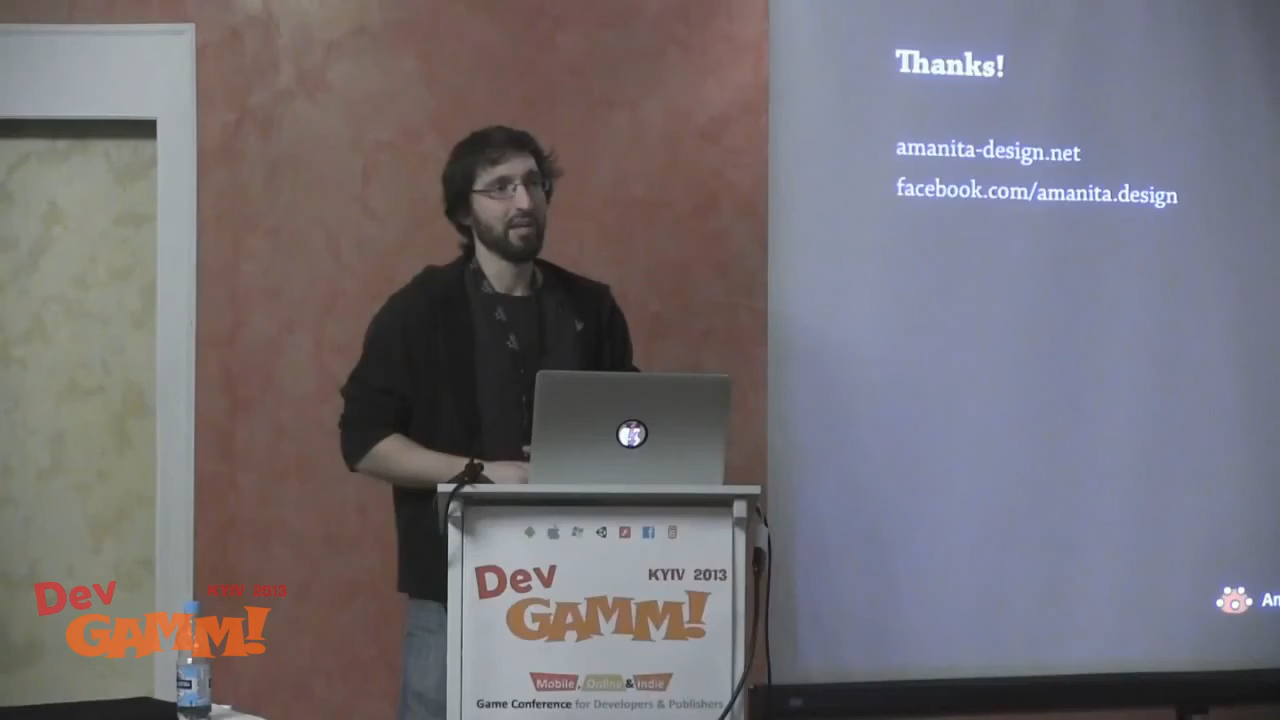 Thanks!
amanita-design.net
facebook.com/amanita.design
Dev
KYIV 2013
GAMM!
Mobile, Online & Indie
Game Conference for Developers & Publishers
Dev
KYIV 2013
GAMM!